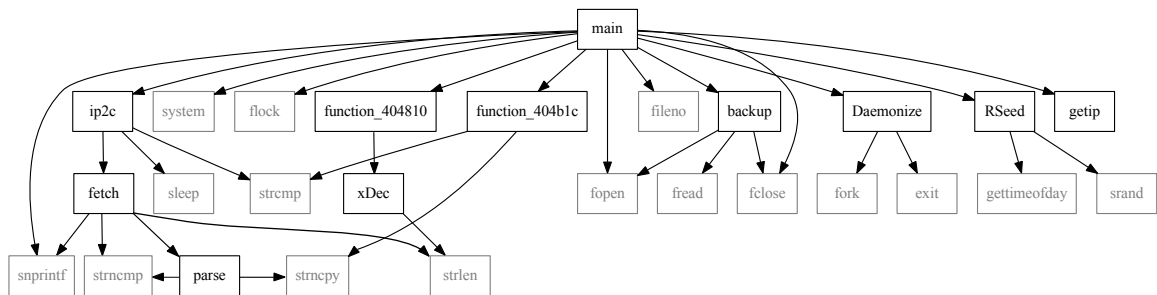 main
ip2c
system
flock
function_404810
function_404b1c
fileno
backup
Daemonize
RSeed
getip
fetch
sleep
strcmp
xDec
fopen
fread
fclose
fork
exit
gettimeofday
srand
snprintf
strncmp
parse
strncpy
strlen